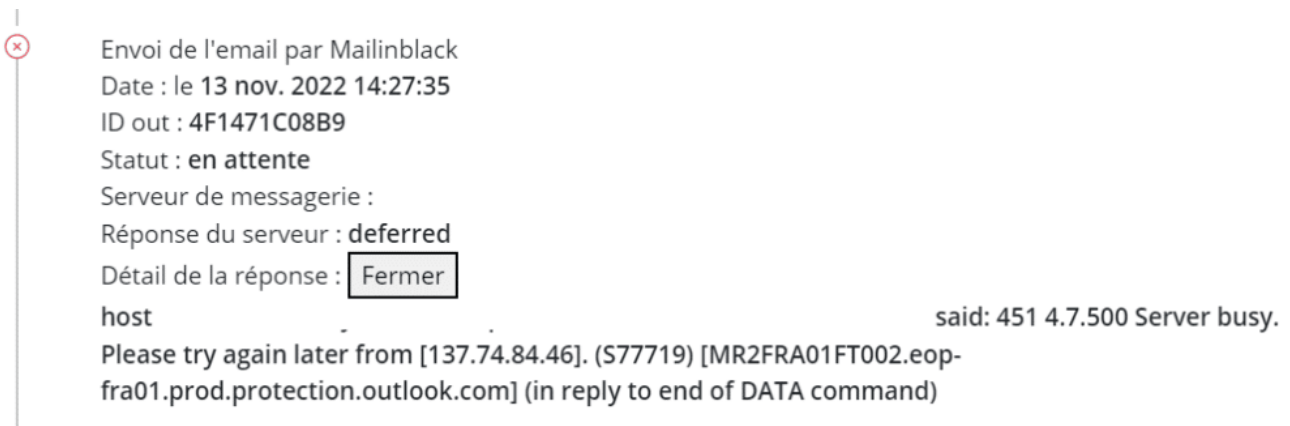 Envoi de l'email par Mailinblack
Date : le 13 nov. 2022 14:27:35
ID out : 4F1471C08B9
Statut : en attente
Serveur de messagerie :
Réponse du serveur : deferred
Détail de la réponse : Fermer
host said: 451 4.7.500 Server busy.
Please try again later from [137.74.84.46]. (S77719) [MR2FRA01FT002.eop-
fra01.prod.protection.outlook.com] (in reply to end of DATA command)